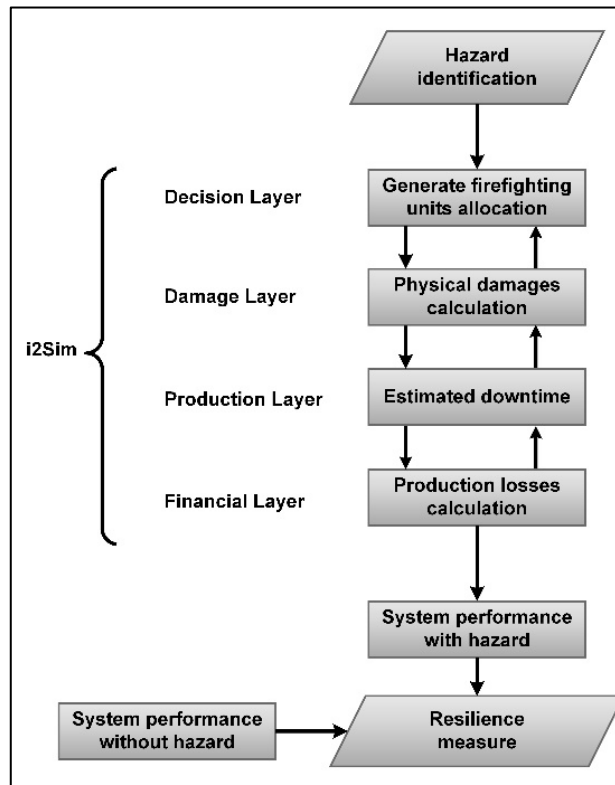 Hazard
identification
Decision Layer
Generate firefighting
units allocation
Damage Layer
Physical damages
calculation
i2Sim
Production Layer
Estimated downtime
Financial Layer
Production losses
calculation
System performance
with hazard
System performance
without hazard
Resilience
measure